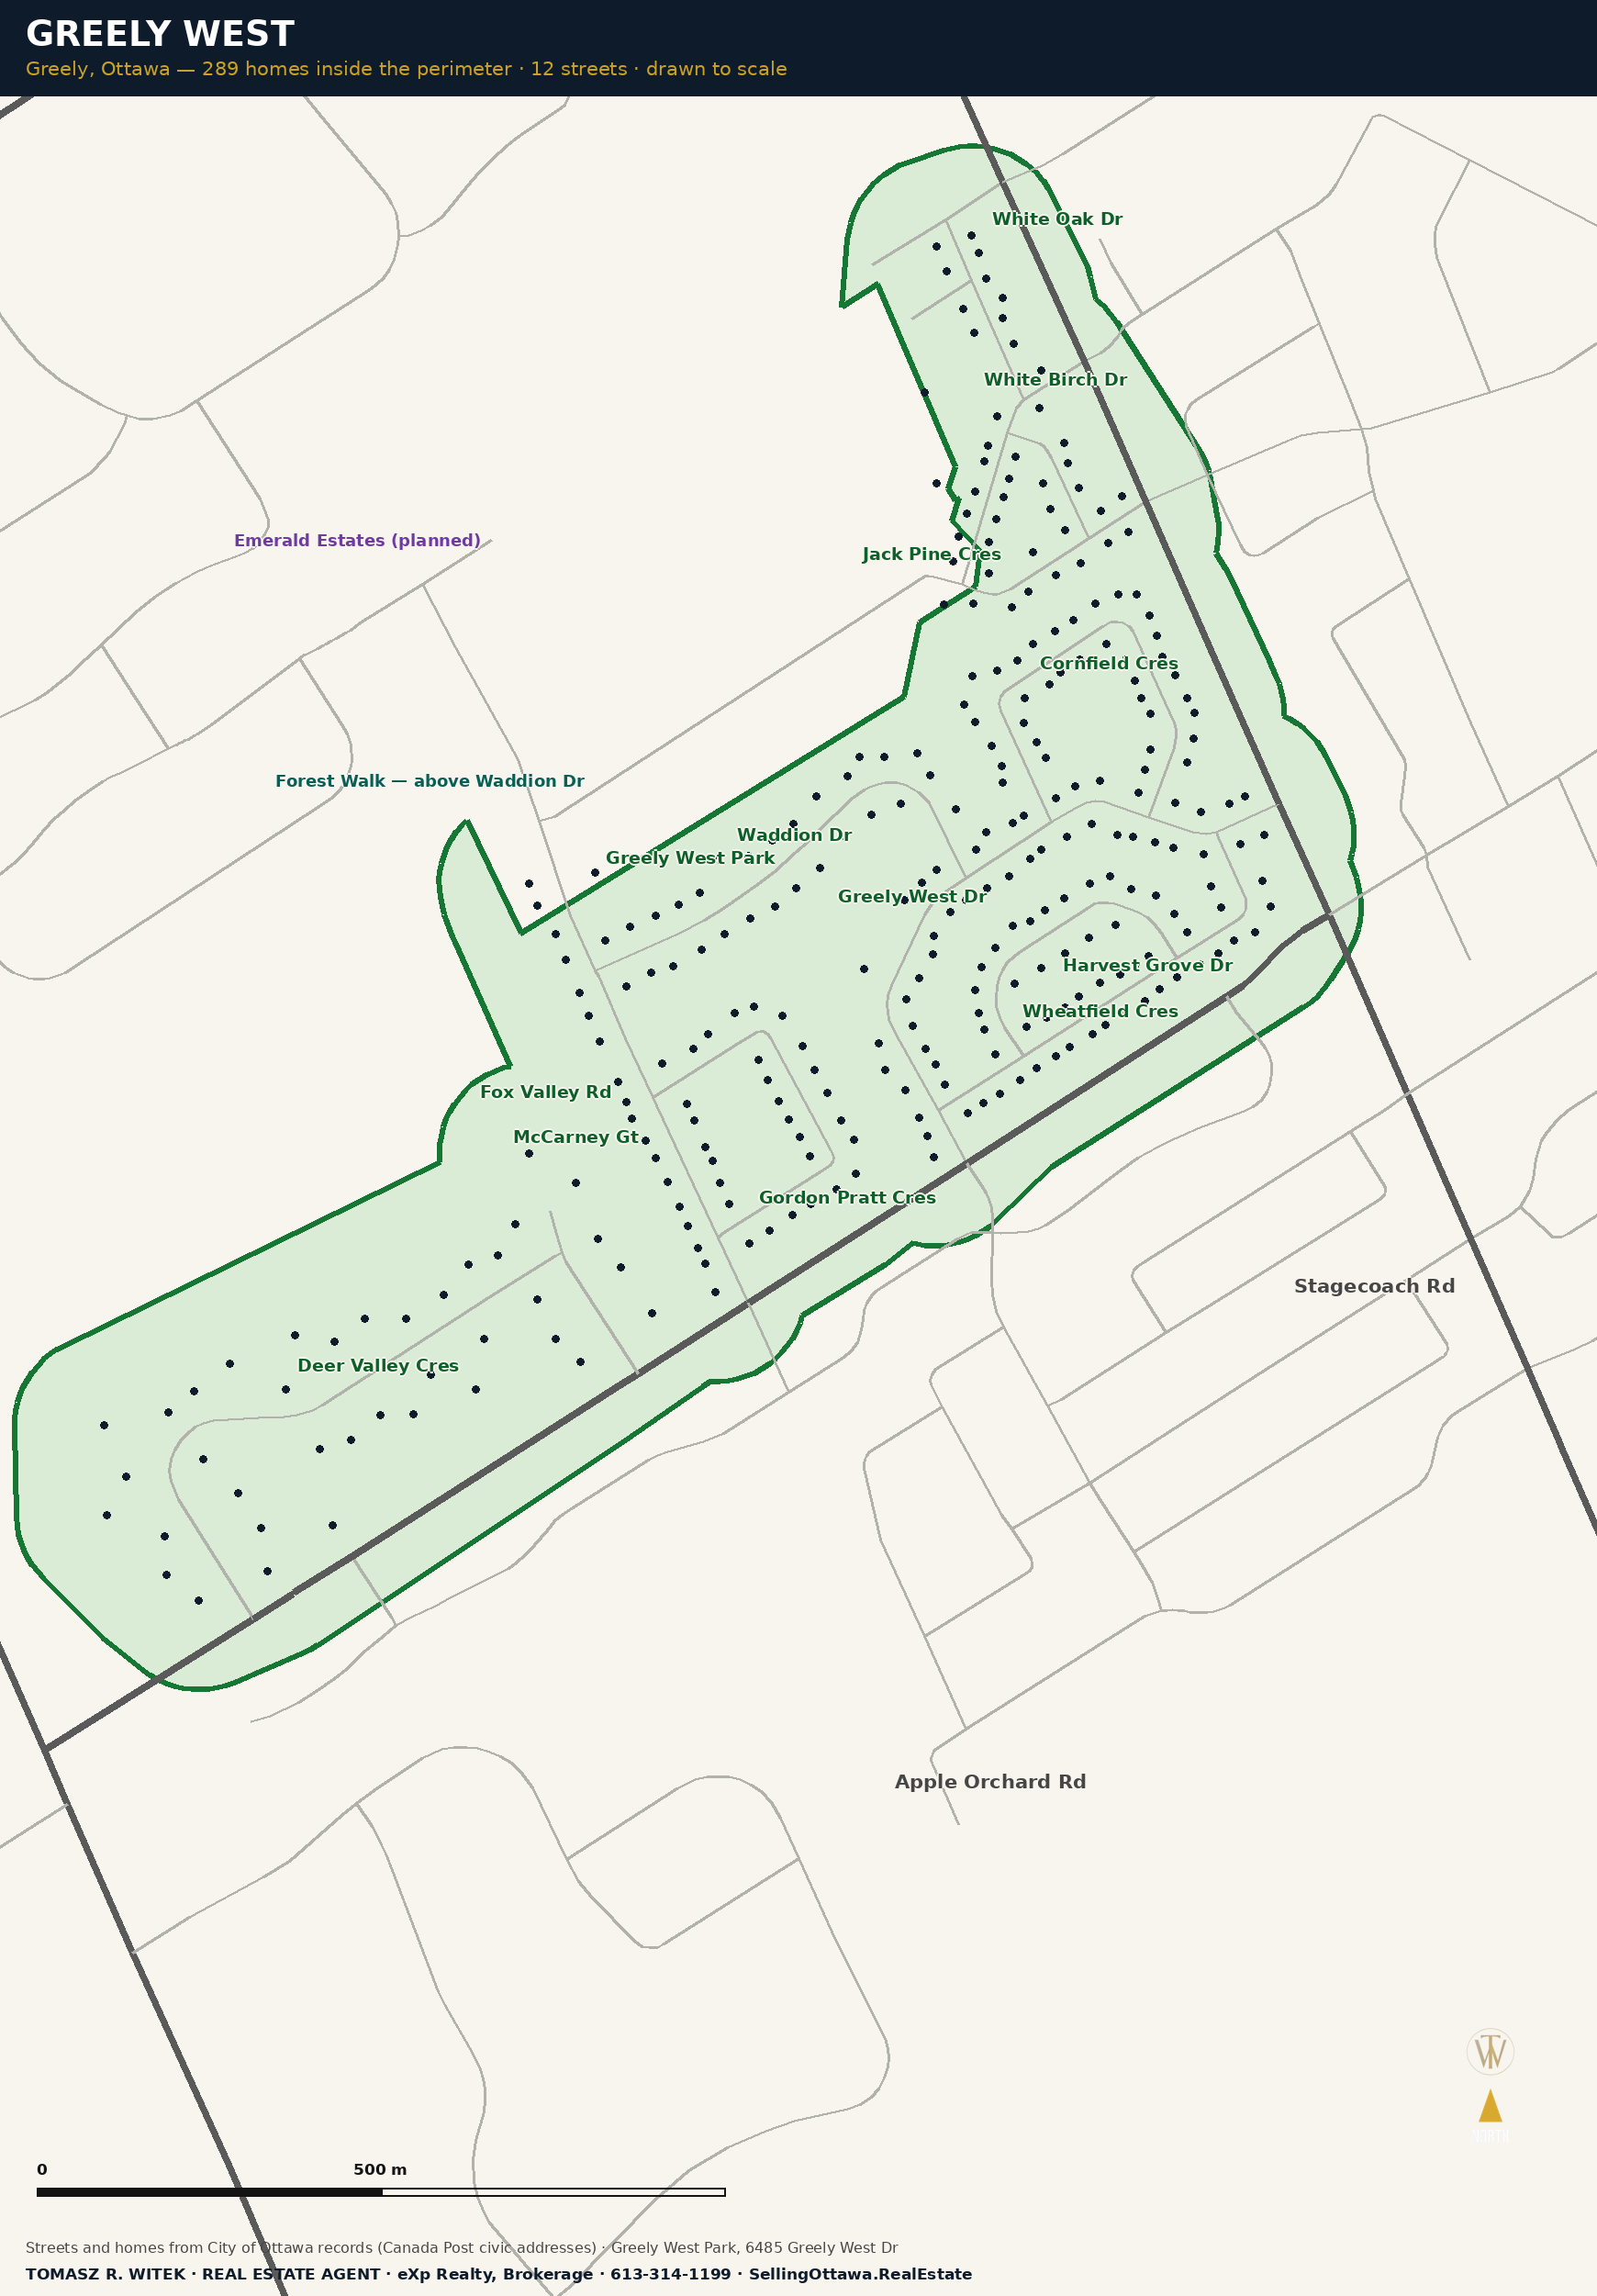 GREELY WEST
Greely, Ottawa — 289 homes inside the perimeter · 12 streets · drawn to scale
White Oak Dr
White Birch Dr
Emerald Estates (planned)
Jack Pine Cres
Cornfield Cres
Forest Walk — above Waddion Dr
Waddion Dr
Greely West Park
Greely West Dr
Harvest Grove Dr
Wheatfield Cres
Fox Valley Rd
McCarney Gt
Gordon Pratt Cres
Stagecoach Rd
Deer Valley Cres
Apple Orchard Rd
TW
NORTH
0 500 m
Streets and homes from City of Ottawa records (Canada Post civic addresses) · Greely West Park, 6485 Greely West Dr
TOMASZ R. WITEK · REAL ESTATE AGENT · eXp Realty, Brokerage · 613-314-1199 · SellingOttawa.RealEstate